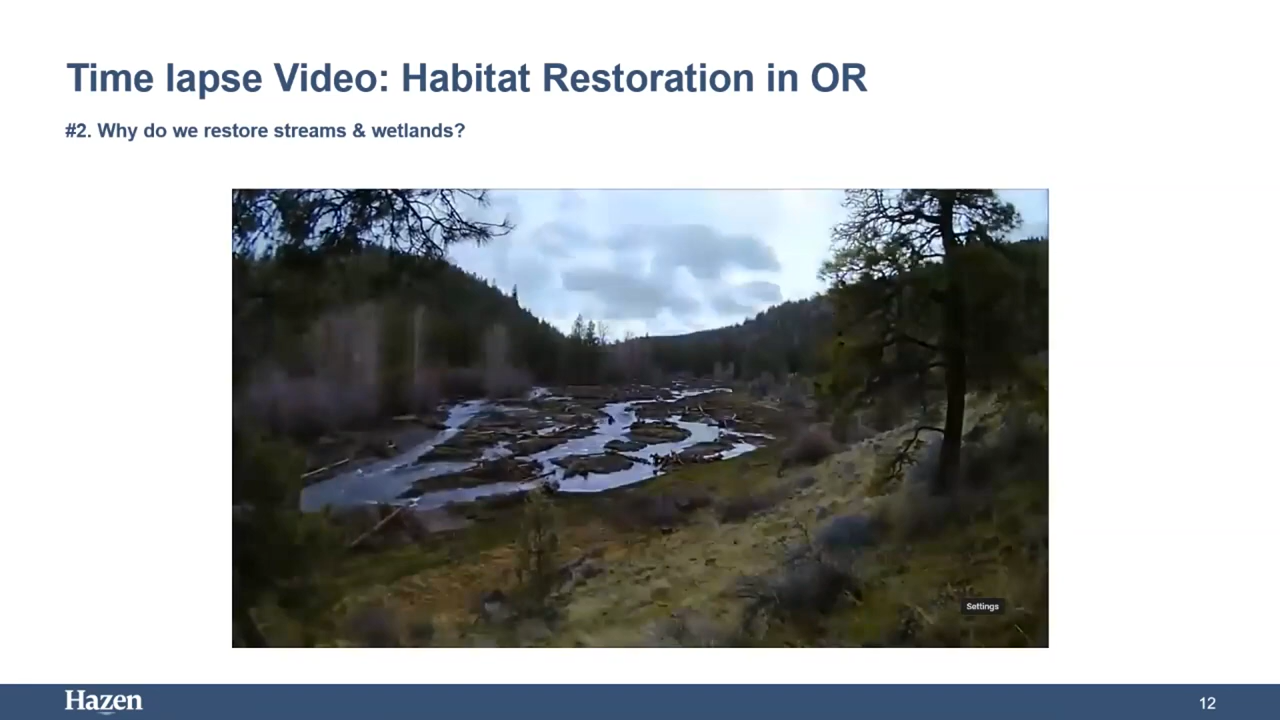 Time lapse Video: Habitat Restoration in OR
#2. Why do we restore streams & wetlands?
Settings
Hazen
12